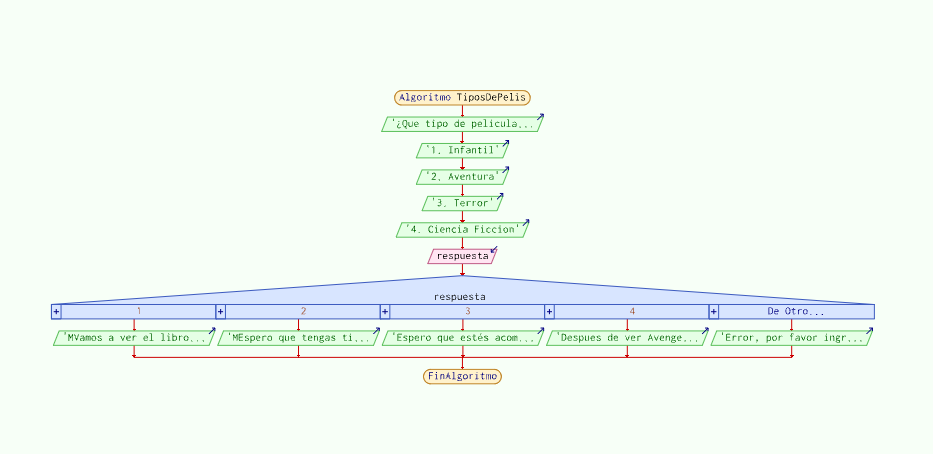 Algoritmo TiposDePelis
'¿Que tipo de pelicula...
'1. Infantil'
'2. Aventura'
'3. Terror'
'4. Ciencia Ficcion'
respuesta
respuesta
+ 1 + 2 + 3 + 4 + De Otro...
'MVamos a ver el libro... 'MEspero que tengas ti... 'Espero que estés acom... 'Despues de ver Avenge... 'Error, por favor ingr...
FinAlgoritmo